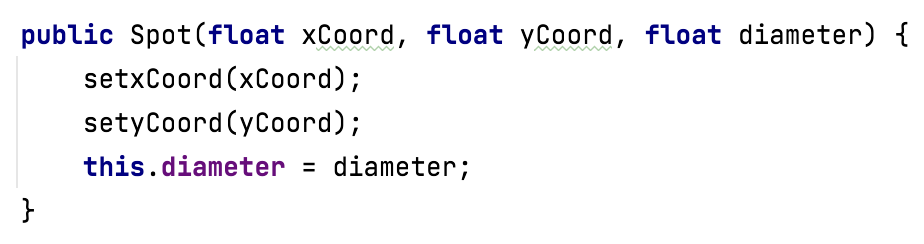 public Spot(float xCoord, float yCoord, float diameter) {
    setxCoord(xCoord);
    setyCoord(yCoord);
    this.diameter = diameter;
}